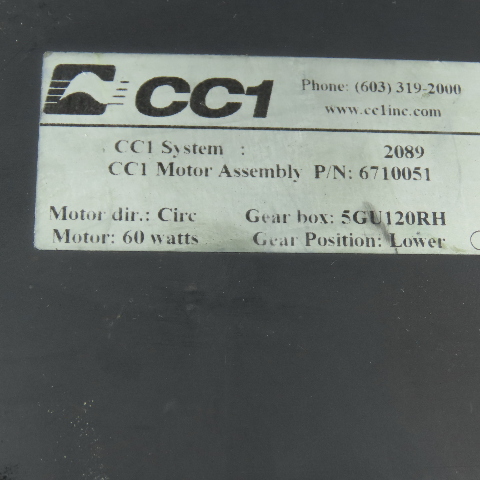 CC1
Phone: (603) 319-2000
www.cc1inc.com
CC1 System : 2089
CC1 Motor Assembly P/N: 6710051
Motor dir.: Circ Gear box: 5GU120RH
Motor: 60 watts Gear Position: Lower